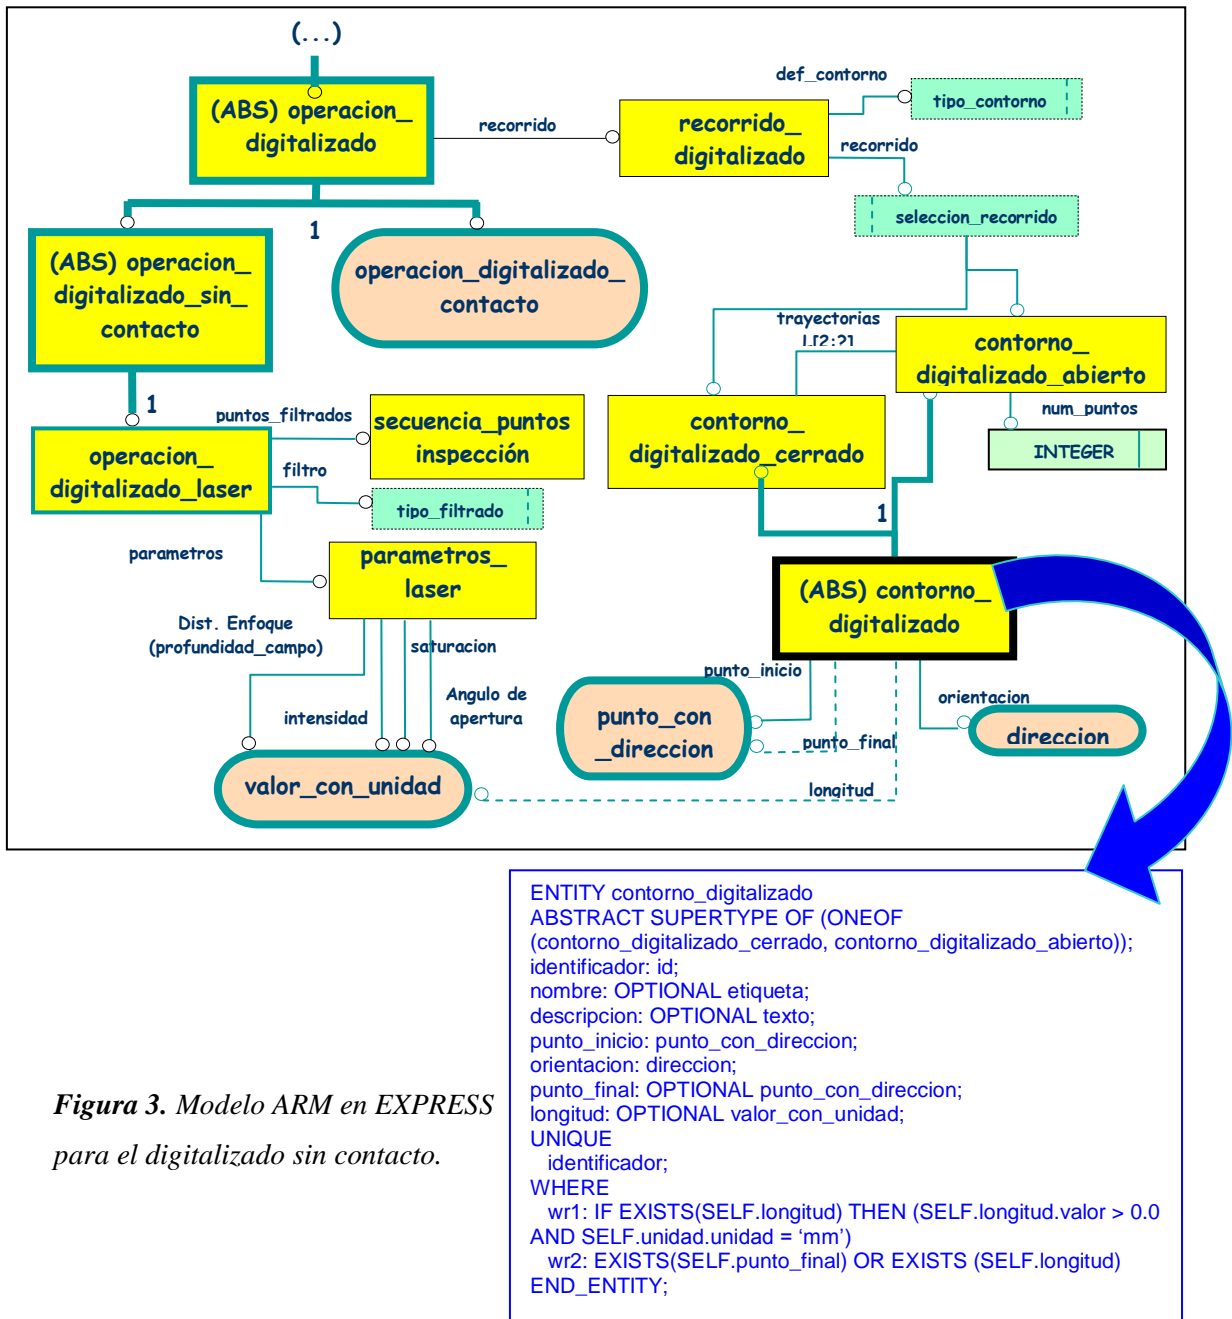 (...)
def_contorno
(ABS) operacion_
digitalizado
recorrido
recorrido_
digitalizado
tipo_contorno
recorrido
seleccion_recorrido
1
(ABS) operacion_
digitalizado_sin_
contacto
operacion_digitalizado_
contacto
trayectorias
L[2:?]
contorno_
digitalizado_abierto
1
puntos_filtrados
secuencia_puntos
inspección
num_puntos
contorno_
digitalizado_cerrado
INTEGER
operacion_
digitalizado_laser
filtro
tipo_filtrado
1
parametros
parametros_
laser
(ABS) contorno_
digitalizado
Dist. Enfoque
(profundidad_campo)
saturacion
punto_inicio
Angulo de
apertura
intensidad
orientacion
punto_con
_direccion
direccion
punto_final
valor_con_unidad
longitud
ENTITY contorno_digitalizado
ABSTRACT SUPERTYPE OF (ONEOF
(contorno_digitalizado_cerrado, contorno_digitalizado_abierto));
identificador: id;
nombre: OPTIONAL etiqueta;
descripcion: OPTIONAL texto;
punto_inicio: punto_con_direccion;
orientacion: direccion;
punto_final: OPTIONAL punto_con_direccion;
longitud: OPTIONAL valor_con_unidad;
UNIQUE
identificador;
WHERE
wr1: IF EXISTS(SELF.longitud) THEN (SELF.longitud.valor > 0.0
AND SELF.unidad.unidad = ‘mm’)
wr2: EXISTS(SELF.punto_final) OR EXISTS (SELF.longitud)
END_ENTITY;
Figura 3. Modelo ARM en EXPRESS
para el digitalizado sin contacto.